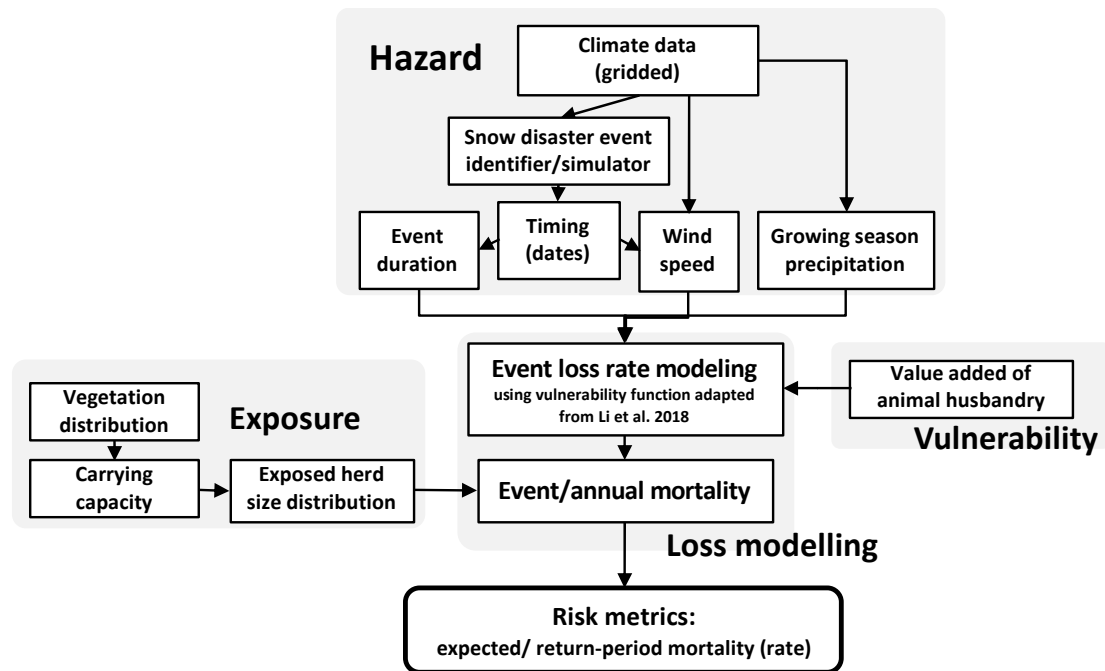 Hazard
Climate data
(gridded)
Snow disaster event
identifier/simulator
Event
duration
Timing
(dates)
Wind
speed
Growing season
precipitation
Event loss rate modeling
using vulnerability function adapted
from Li et al. 2018
Value added of
animal husbandry
Vulnerability
Vegetation
distribution
Exposure
Carrying
capacity
Exposed herd
size distribution
Event/annual mortality
Loss modelling
Risk metrics:
expected/ return-period mortality (rate)